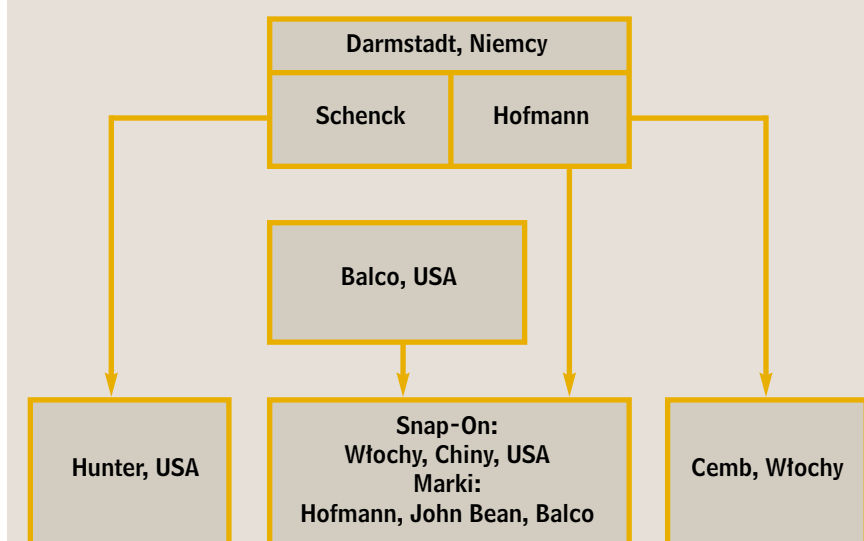 Darmstadt, Niemcy
Schenck
Hofmann
Balco, USA
Hunter, USA
Snap-On:
Włochy, Chiny, USA
Marki:
Hofmann, John Bean, Balco
Cemb, Włochy